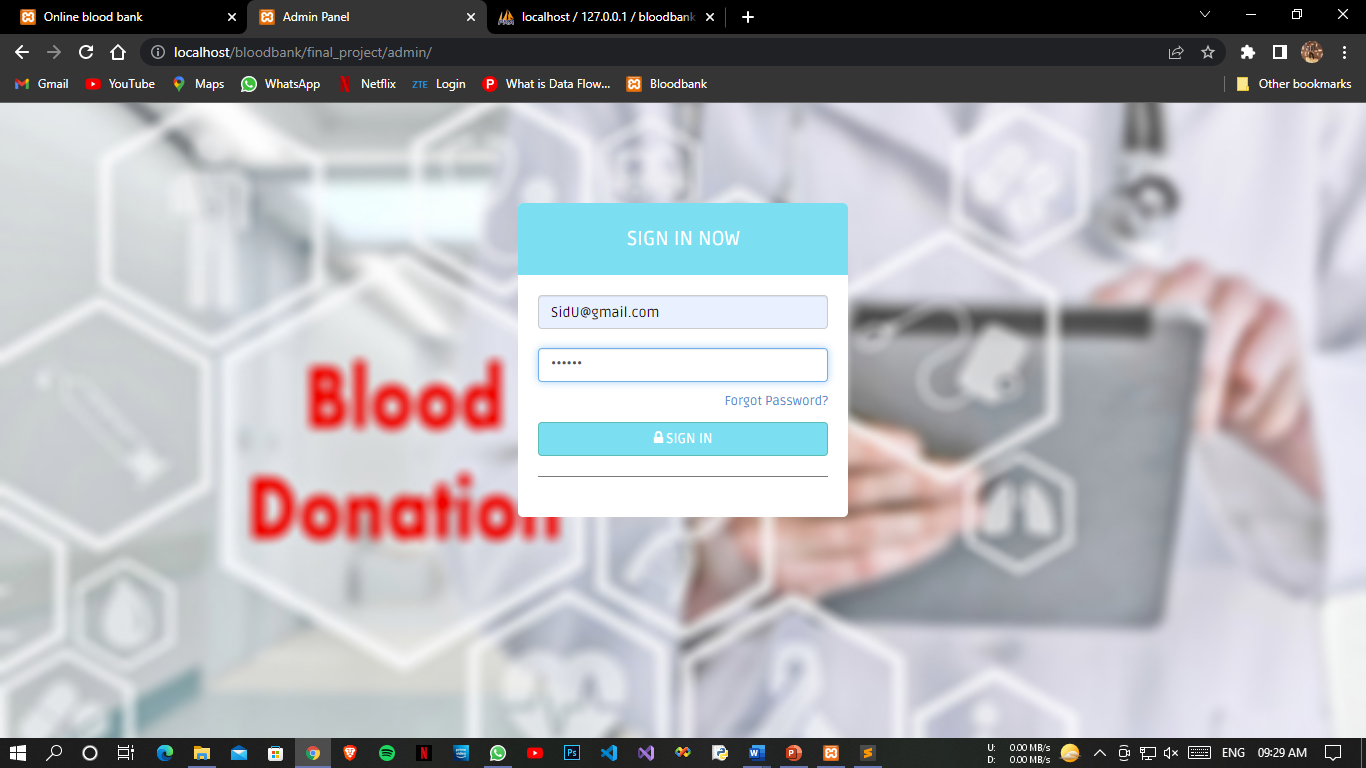 Online blood bank
Admin Panel
localhost / 127.0.0.1 / bloodbank
localhost/bloodbank/final_project/admin/
Gmail
YouTube
Maps
WhatsApp
Netflix
ZTE Login
What is Data Flow...
Bloodbank
Other bookmarks
SIGN IN NOW
SidU@gmail.com
••••••
Forgot Password?
SIGN IN
Blood
Donation
U: 0.00 MB/s
D: 0.00 MB/s
ENG
09:29 AM